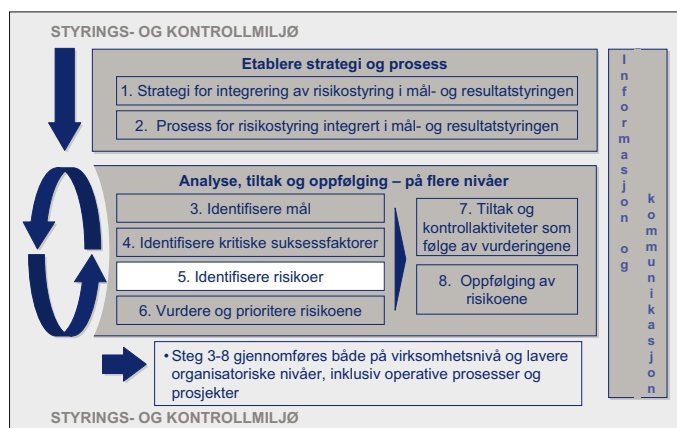 STYRINGS- OG KONTROLLMILJØ
Etablere strategi og prosess
1. Strategi for integrering av risikostyring i mål- og resultatstyringen
2. Prosess for risikostyring integrert i mål- og resultatstyringen
Analyse, tiltak og oppfølging – på flere nivåer
3. Identifisere mål
4. Identifisere kritiske suksessfaktorer
5. Identifisere risikoer
6. Vurdere og prioritere risikoene
7. Tiltak og
kontrollaktiviteter som
følge av vurderingene
8. Oppfølging av
risikoene
• Steg 3-8 gjennomføres både på virksomhetsnivå og lavere
organisatoriske nivåer, inklusiv operative prosesser og
prosjekter
Informasjon og
kommunikasjon
STYRINGS- OG KONTROLLMILJØ